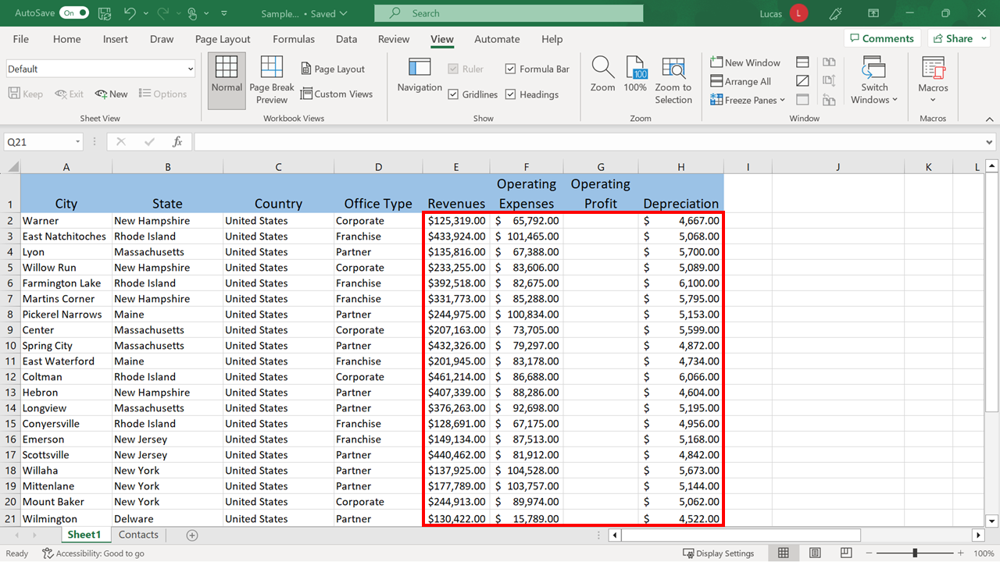 AutoSave On Sample... • Saved Search Lucas L
File Home Insert Draw Page Layout Formulas Data Review View Automate Help Comments Share
Default
Keep Exit New Options
Sheet View
Normal Page Break Preview Page Layout Custom Views
Workbook Views
Navigation Ruler Formula Bar Gridlines Headings
Show
Zoom 100 100% Zoom to Selection
Zoom
New Window Arrange All Freeze Panes Switch Windows
Window
Macros
Macros
Q21 fx
A B C D E F G H I J K L
1 City State Country Office Type Revenues Operating Expenses Operating Profit Depreciation
2 Warner New Hampshire United States Corporate $125,319.00 $ 65,792.00 $ 4,667.00
3 East Natchitoches Rhode Island United States Franchise $433,924.00 $ 101,465.00 $ 5,068.00
4 Lyon Massachusetts United States Partner $135,816.00 $ 67,388.00 $ 5,700.00
5 Willow Run New Hampshire United States Corporate $233,255.00 $ 83,606.00 $ 5,089.00
6 Farmington Lake Rhode Island United States Franchise $392,518.00 $ 82,675.00 $ 6,100.00
7 Martins Corner New Hampshire United States Franchise $331,773.00 $ 85,288.00 $ 5,795.00
8 Pickerel Narrows Maine United States Partner $244,975.00 $ 100,834.00 $ 5,153.00
9 Center Massachusetts United States Corporate $207,163.00 $ 73,705.00 $ 5,599.00
10 Spring City Massachusetts United States Partner $432,326.00 $ 79,297.00 $ 4,872.00
11 East Waterford Maine United States Franchise $201,945.00 $ 83,178.00 $ 4,734.00
12 Coltman Rhode Island United States Corporate $461,214.00 $ 86,688.00 $ 6,066.00
13 Hebron New Hampshire United States Partner $407,339.00 $ 88,286.00 $ 4,604.00
14 Longview Massachusetts United States Partner $376,263.00 $ 92,698.00 $ 5,195.00
15 Conyersville Rhode Island United States Franchise $128,691.00 $ 67,175.00 $ 4,956.00
16 Emerson New Jersey United States Franchise $149,134.00 $ 87,513.00 $ 5,168.00
17 Scottsville New Jersey United States Partner $440,462.00 $ 81,912.00 $ 4,842.00
18 Willaha New York United States Partner $137,925.00 $ 104,528.00 $ 5,673.00
19 Mittenlane New York United States Partner $177,789.00 $ 103,757.00 $ 5,144.00
20 Mount Baker New York United States Corporate $244,913.00 $ 89,974.00 $ 5,062.00
21 Wilmington Delware United States Partner $130,422.00 $ 15,789.00 $ 4,522.00
Sheet1 Contacts
Ready Accessibility: Good to go Display Settings 100%